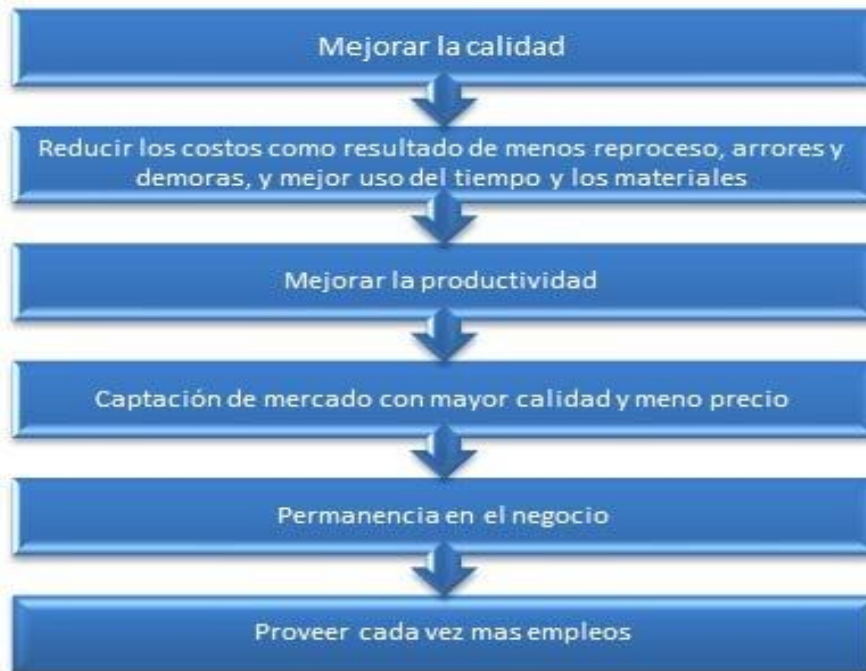 Mejorar la calidad
Reducir los costos como resultado de menos reproceso, arrores y
demoras, y mejor uso del tiempo y los materiales
Mejorar la productividad
Captación de mercado con mayor calidad y meno precio
Permanencia en el negocio
Proveer cada vez mas empleos